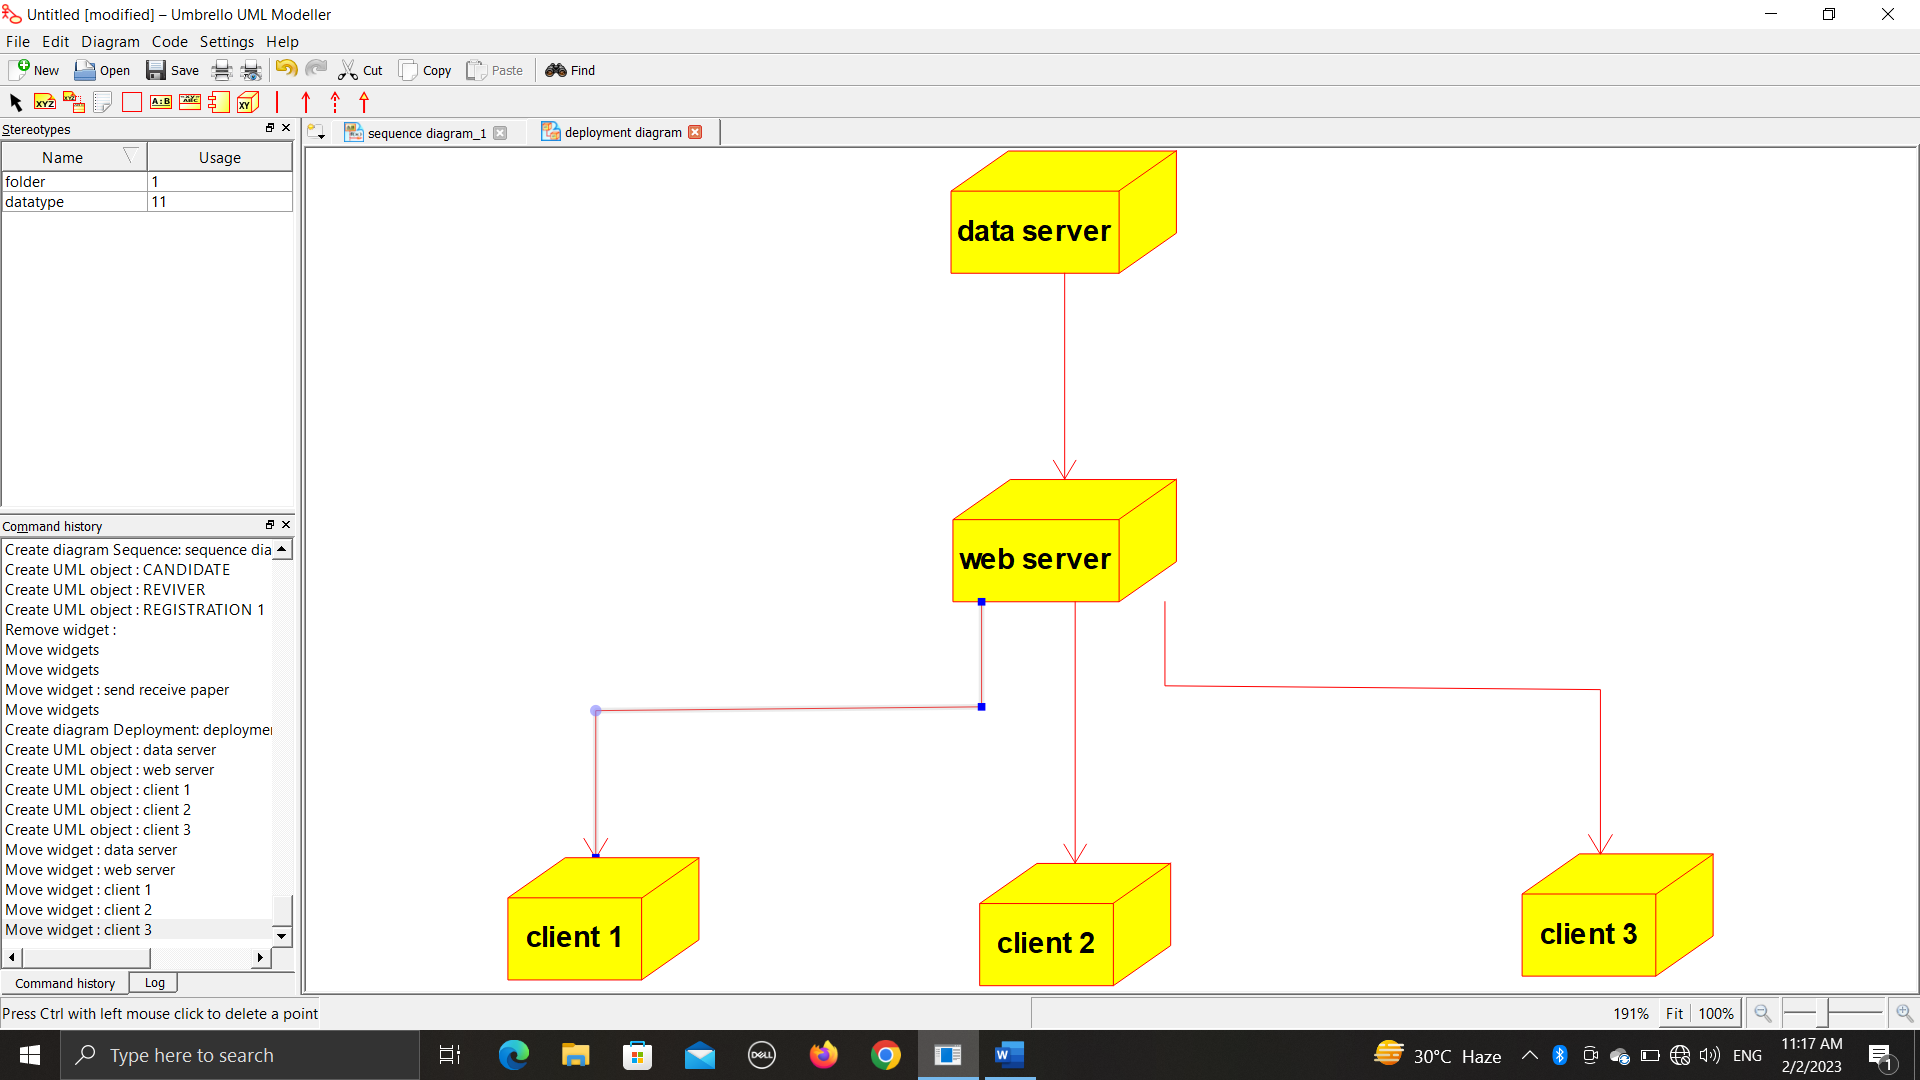 Untitled [modified] – Umbrello UML Modeller
File Edit Diagram Code Settings Help
New Open Save Cut Copy Paste Find
XYZ XYZ A:B ABC XY
Stereotypes
sequence diagram_1 deployment diagram
Name Usage
folder 1
datatype 11
data server
web server
client 1
client 2
client 3
Command history
Create diagram Sequence: sequence dia
Create UML object : CANDIDATE
Create UML object : REVIVER
Create UML object : REGISTRATION 1
Remove widget :
Move widgets
Move widgets
Move widget : send receive paper
Move widgets
Create diagram Deployment: deployme
Create UML object : data server
Create UML object : web server
Create UML object : client 1
Create UML object : client 2
Create UML object : client 3
Move widget : data server
Move widget : web server
Move widget : client 1
Move widget : client 2
Move widget : client 3
Command history Log
Press Ctrl with left mouse click to delete a point
191% Fit 100%
Type here to search
DELL
W
30°C Haze
ENG
11:17 AM
2/2/2023
1